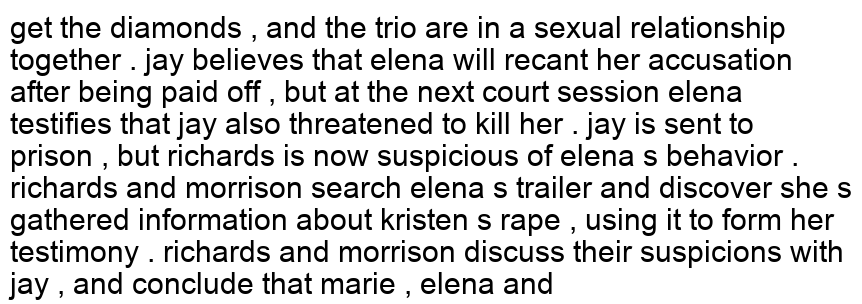 get the diamonds , and the trio are in a sexual relationship
together . jay believes that elena will recant her accusation
after being paid off , but at the next court session elena
testifies that jay also threatened to kill her . jay is sent to
prison , but richards is now suspicious of elena s behavior .
richards and morrison search elena s trailer and discover she s
gathered information about kristen s rape , using it to form her
testimony . richards and morrison discuss their suspicions with
jay , and conclude that marie , elena and